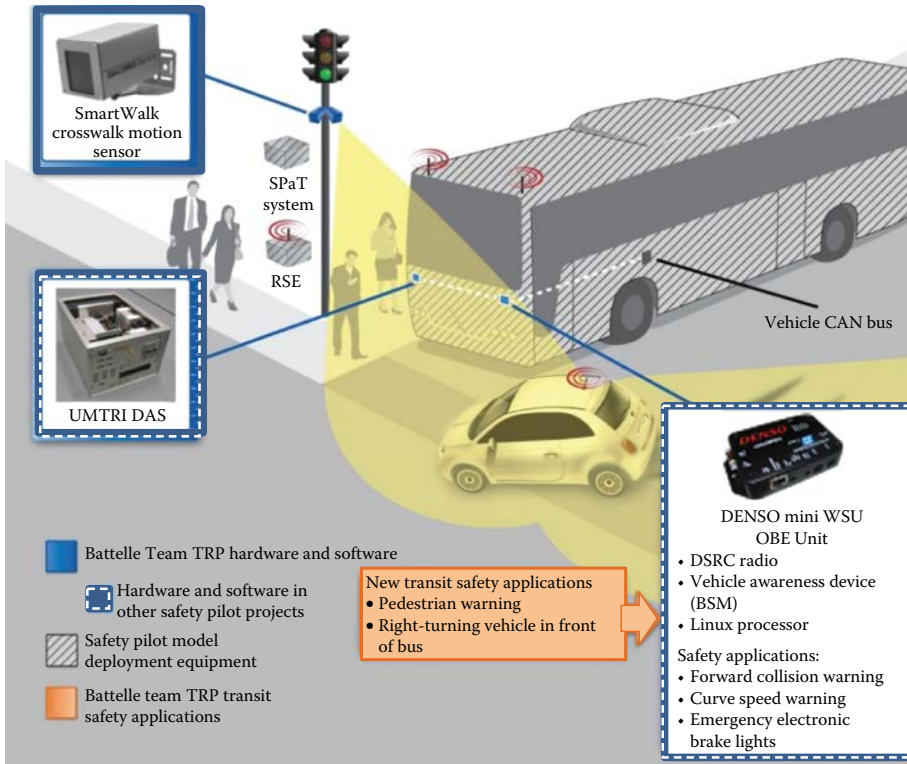 SmartWalk
crosswalk motion
sensor
SPaT
system
RSE
UMTRI DAS
Vehicle CAN bus
DENSO
DENSO mini WSU
OBE Unit
• DSRC radio
• Vehicle awareness device
(BSM)
• Linux processor
Safety applications:
• Forward collision warning
• Curve speed warning
• Emergency electronic
brake lights
New transit safety applications
• Pedestrian warning
• Right-turning vehicle in front
of bus
Battelle Team TRP hardware and software
Hardware and software in
other safety pilot projects
Safety pilot model
deployment equipment
Battelle team TRP transit
safety applications